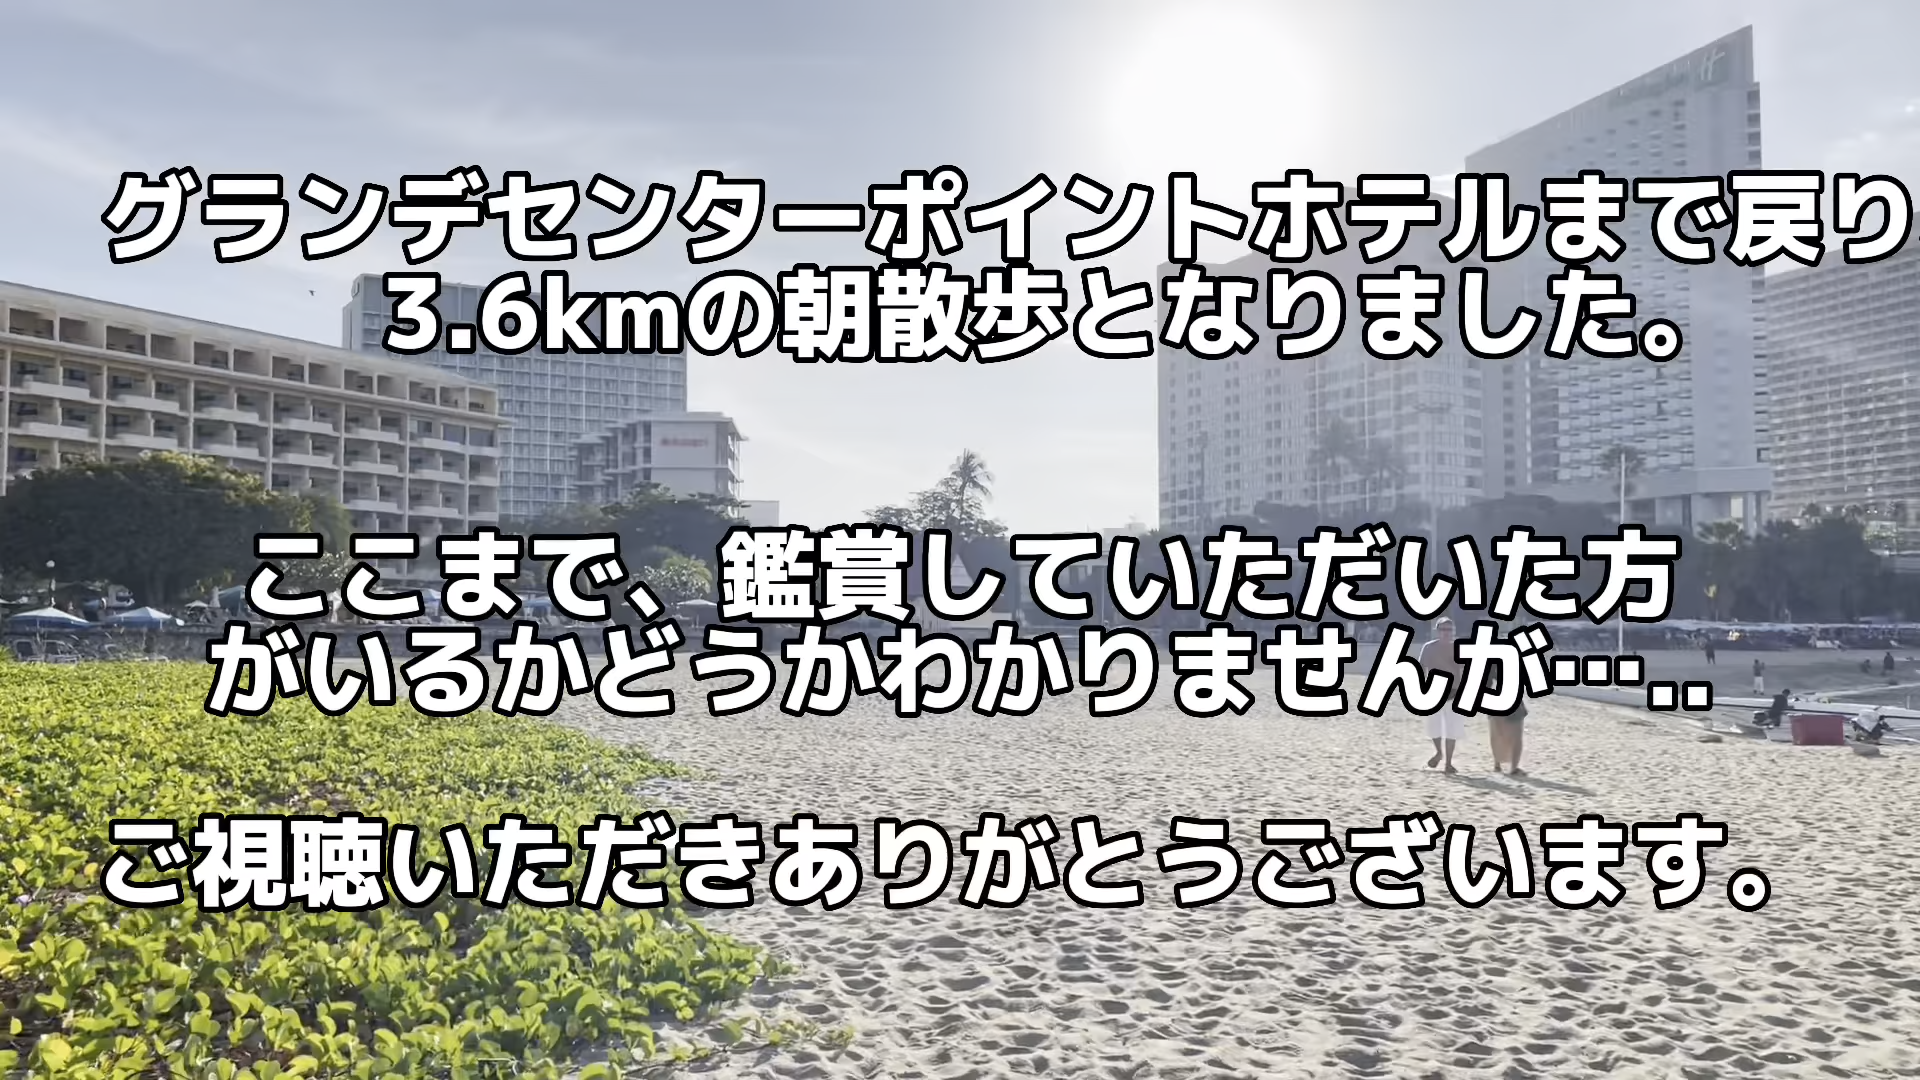 グランデセンターポイントホテルまで戻り
3.6kmの朝散歩となりました。
ここまで、鑑賞していただいた方
がいるかどうかわかりませんが…..
ご視聴いただきありがとうございます。